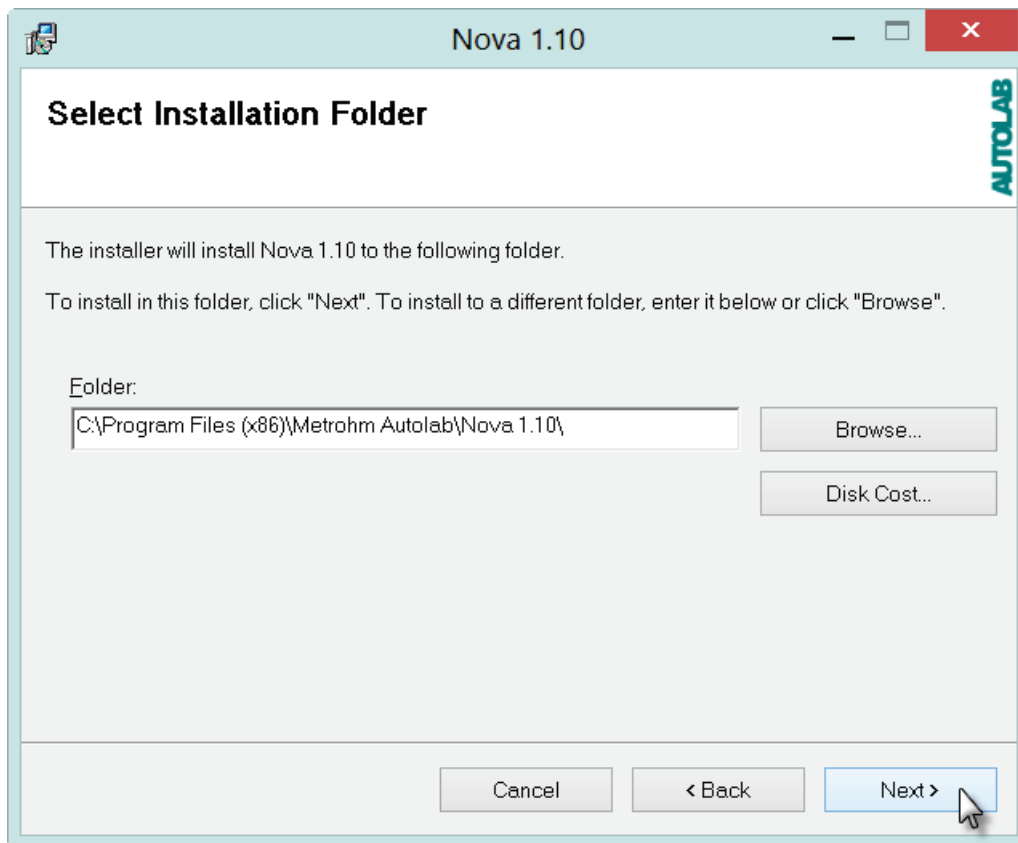 Nova 1.10
Select Installation Folder
AUTOLAB
The installer will install Nova 1.10 to the following folder.
To install in this folder, click "Next". To install to a different folder, enter it below or click "Browse".
Folder:
C:\Program Files (x86)\Metrohm Autolab\Nova 1.10\
Browse...
Disk Cost...
Cancel
< Back
Next >